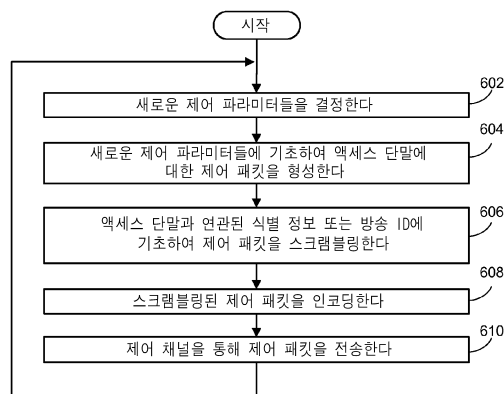 시작
602
새로운 제어 파라미터들을 결정한다
604
새로운 제어 파라미터들에 기초하여 액세스 단말에
대한 제어 패킷을 형성한다
606
액세스 단말과 연관된 식별 정보 또는 방송 ID에
기초하여 제어 패킷을 스크램블링한다
608
스크램블링된 제어 패킷을 인코딩한다
610
제어 채널을 통해 제어 패킷을 전송한다